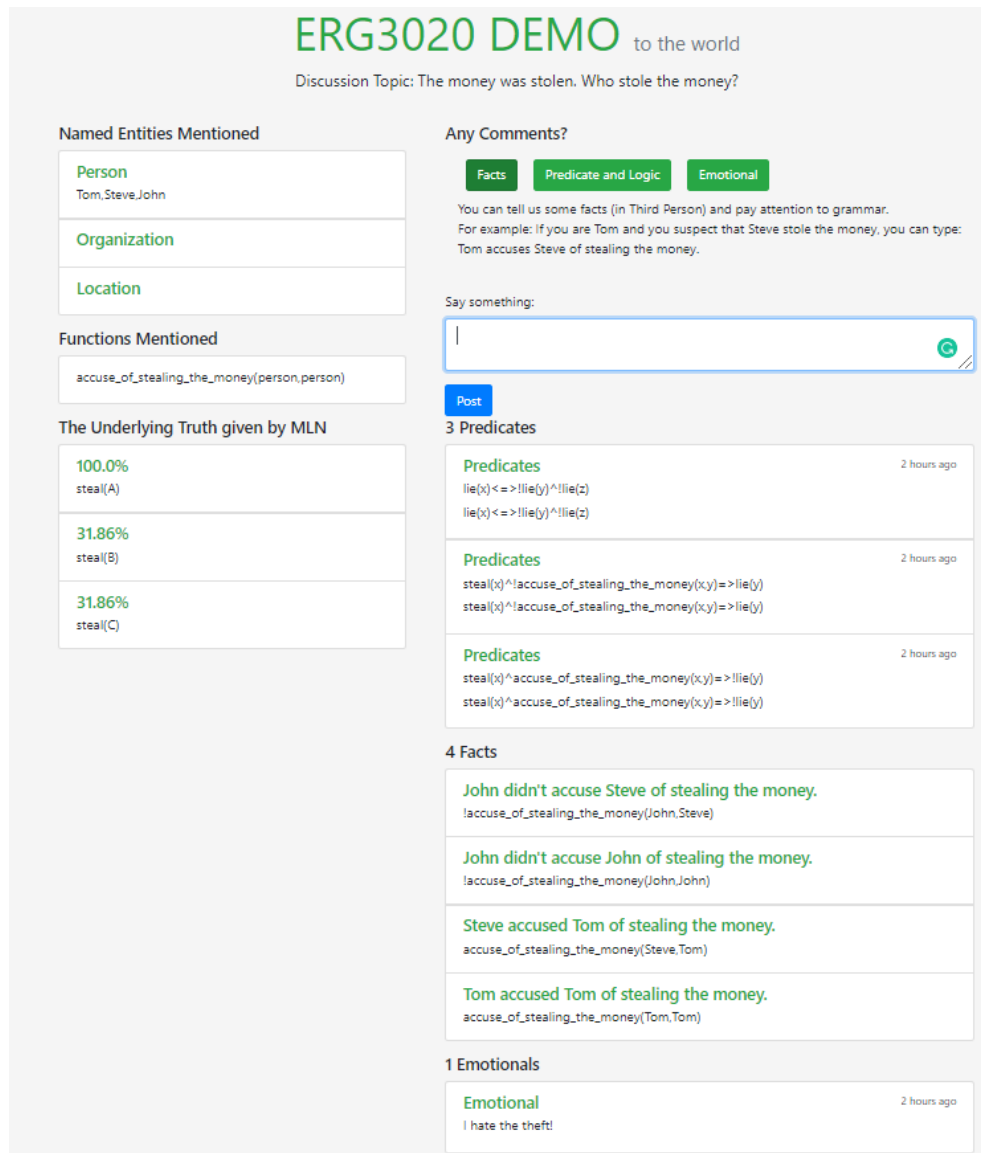 ERG3020 DEMO to the world
Discussion Topic: The money was stolen. Who stole the money?
Named Entities Mentioned
Person
Tom,Steve,John
Organization
Location
Functions Mentioned
accuse_of_stealing_the_money(person,person)
The Underlying Truth given by MLN
100.0%
steal(A)
31.86%
steal(B)
31.86%
steal(C)
Any Comments?
Facts
Predicate and Logic
Emotional
You can tell us some facts (in Third Person) and pay attention to grammar.
For example: If you are Tom and you suspect that Steve stole the money, you can type:
Tom accuses Steve of stealing the money.
Say something:
Post
3 Predicates
Predicates 2 hours ago
lie(x)<=>!lie(y)^!lie(z)
lie(x)<=>!lie(y)^!lie(z)
Predicates 2 hours ago
steal(x)^!accuse_of_stealing_the_money(x,y)=>lie(y)
steal(x)^!accuse_of_stealing_the_money(x,y)=>lie(y)
Predicates 2 hours ago
steal(x)^accuse_of_stealing_the_money(x,y)=>!lie(y)
steal(x)^accuse_of_stealing_the_money(x,y)=>!lie(y)
4 Facts
John didn't accuse Steve of stealing the money.
!accuse_of_stealing_the_money(John,Steve)
John didn't accuse John of stealing the money.
!accuse_of_stealing_the_money(John,John)
Steve accused Tom of stealing the money.
accuse_of_stealing_the_money(Steve,Tom)
Tom accused Tom of stealing the money.
accuse_of_stealing_the_money(Tom,Tom)
1 Emotionals
Emotional 2 hours ago
I hate the theft!